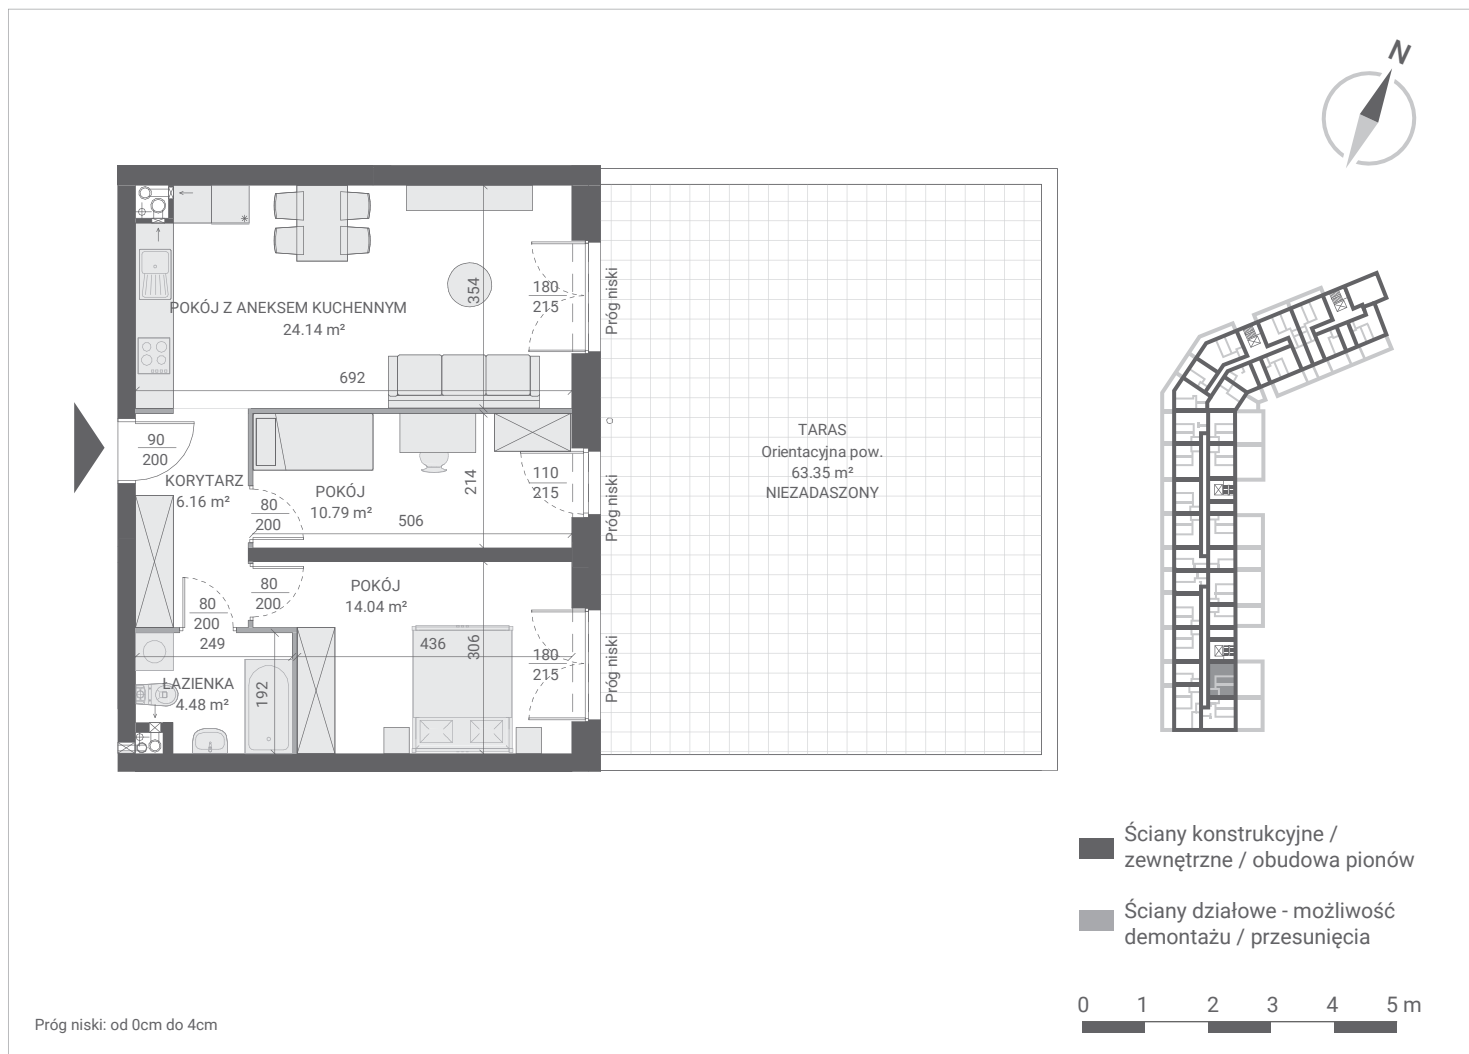 N
180
215
Próg niski
354
POKÓJ Z ANEKSEM KUCHENNYM
24.14 m²
692
90
200
KORYTARZ
6.16 m²
POKÓJ
10.79 m²
80
200
506
214
110
215
Próg niski
TARAS
Orientacyjna pow.
63.35 m²
NIEZADASZONY
80
200
POKÓJ
14.04 m²
80
200
249
436
306
180
215
Próg niski
ŁAZIENKA
4.48 m²
192
Ściany konstrukcyjne /
zewnętrzne / obudowa pionów
Ściany działowe - możliwość
demontażu / przesunięcia
0 1 2 3 4 5 m
Próg niski: od 0cm do 4cm